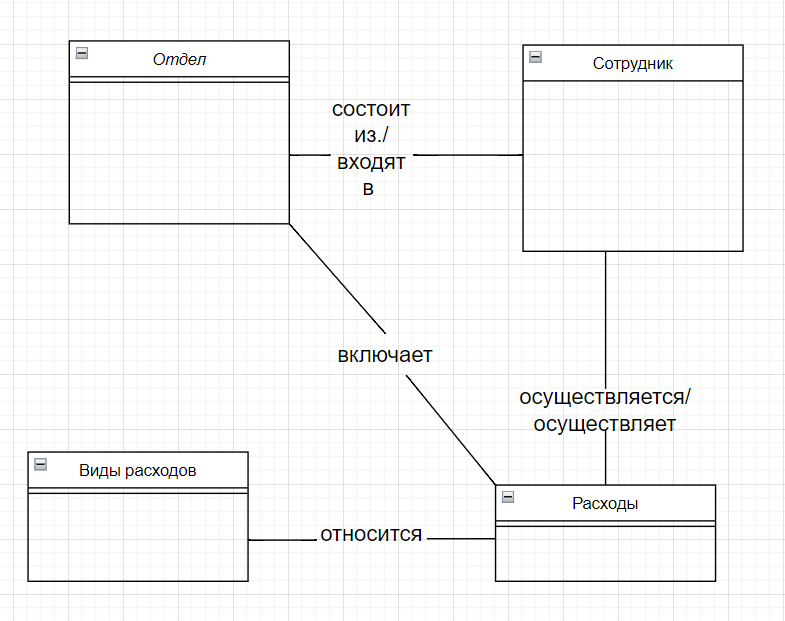 Отдел
Сотрудник
состоит
из./
входят
в
включает
осуществляется/
осуществляет
Виды расходов
Расходы
относится